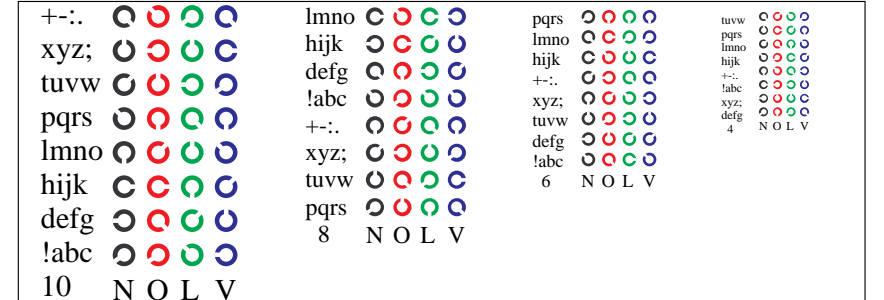 +-:.
xyz;
tuvw
pqrs
lmno
hijk
defg
!abc
10 N O L V
lmno
hijk
defg
!abc
+-:.
xyz;
tuvw
pqrs
8 N O L V
pqrs
lmno
hijk
+-:.
xyz;
tuvw
defg
!abc
6 N O L V
tuvw
pqrs
lmno
hijk
+-:.
!abc
xyz;
defg
4 N O L V